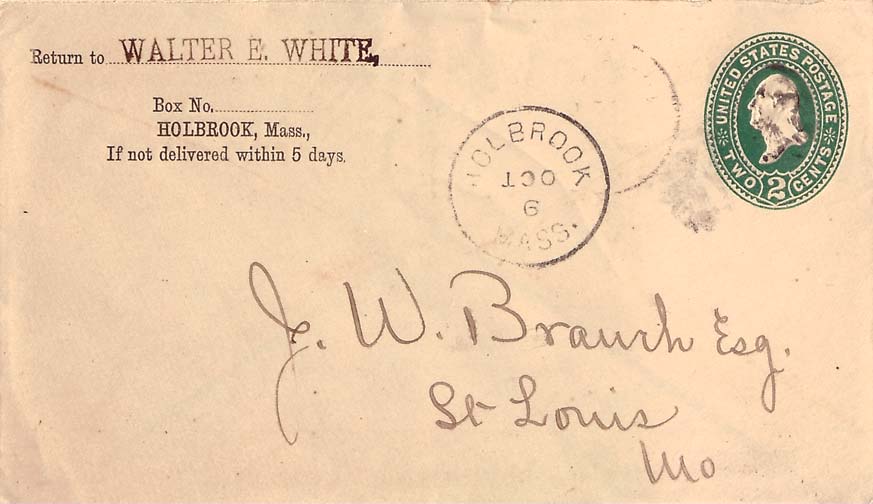 Return to WALTER E. WHITE,
Box No.
HOLBROOK, Mass.,
If not delivered within 5 days.
UNITED STATES POSTAGE
TWO 2 CENTS
HOLBROOK
OCT
6
MASS.
J. W. Branch Esq.
St Louis
Mo